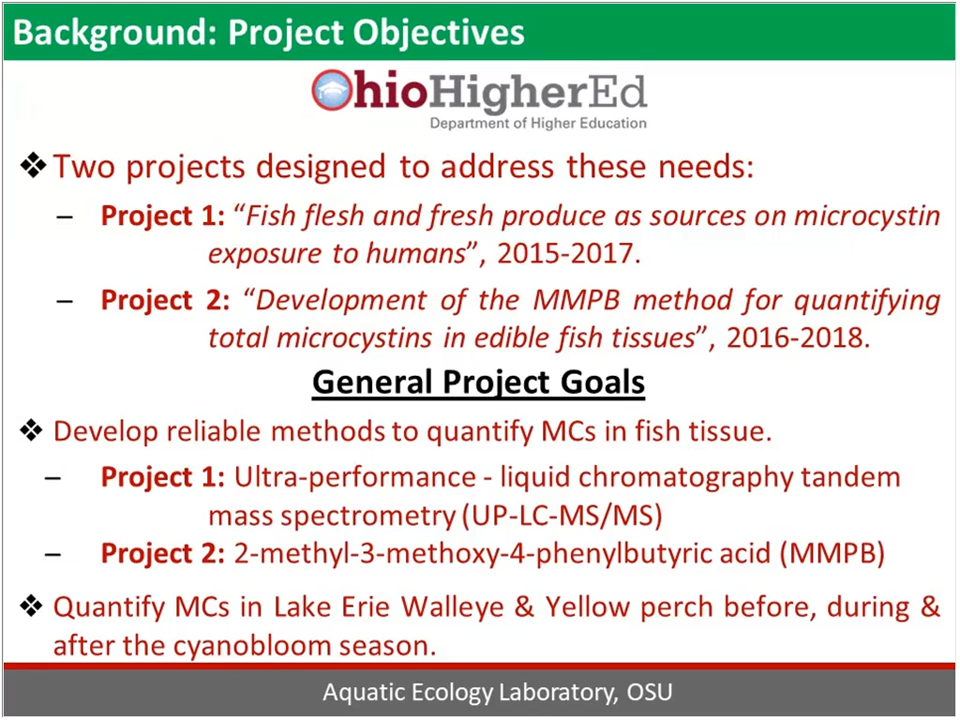 Background: Project Objectives
OhioHigherEd
Department of Higher Education
❖ Two projects designed to address these needs:
– Project 1: “Fish flesh and fresh produce as sources on microcystin
exposure to humans”, 2015-2017.
– Project 2: “Development of the MMPB method for quantifying
total microcystins in edible fish tissues”, 2016-2018.
General Project Goals
❖ Develop reliable methods to quantify MCs in fish tissue.
– Project 1: Ultra-performance - liquid chromatography tandem
mass spectrometry (UP-LC-MS/MS)
– Project 2: 2-methyl-3-methoxy-4-phenylbutyric acid (MMPB)
❖ Quantify MCs in Lake Erie Walleye & Yellow perch before, during &
after the cyanobloom season.
Aquatic Ecology Laboratory, OSU